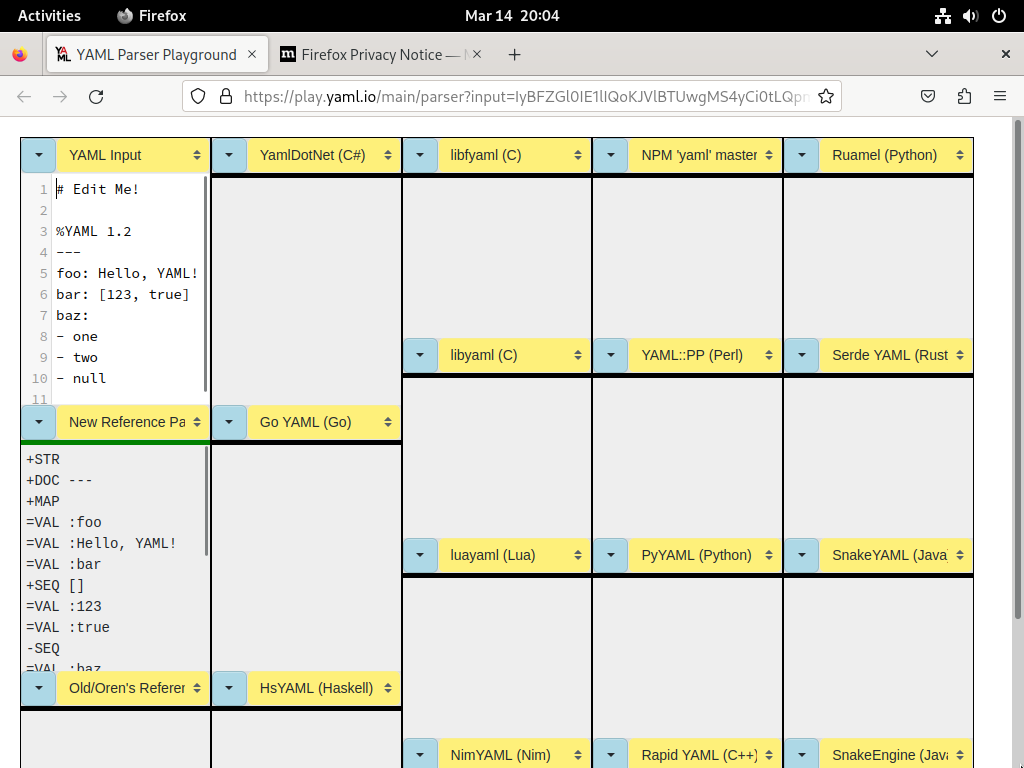 Activities
Firefox
Mar 14 20:04
YAML Parser Playground
Firefox Privacy Notice —
https://play.yaml.io/main/parser?input=IyBFZGl0IE1lIQoKJVlBTUwgMS4yCi0tLQpm
YAML Input
YamlDotNet (C#)
libfyaml (C)
NPM 'yaml' master
Ruamel (Python)
1 # Edit Me!
2
3 %YAML 1.2
4 ---
5 foo: Hello, YAML!
6 bar: [123, true]
7 baz:
8 - one
9 - two
10 - null
11
libyaml (C)
YAML::PP (Perl)
Serde YAML (Rust
New Reference Pa
Go YAML (Go)
+STR
+DOC ---
+MAP
=VAL :foo
=VAL :Hello, YAML!
=VAL :bar
+SEQ []
=VAL :123
=VAL :true
-SEQ
=VAL :baz
luayaml (Lua)
PyYAML (Python)
SnakeYAML (Java
Old/Oren's Referen
HsYAML (Haskell)
NimYAML (Nim)
Rapid YAML (C++)
SnakeEngine (Java